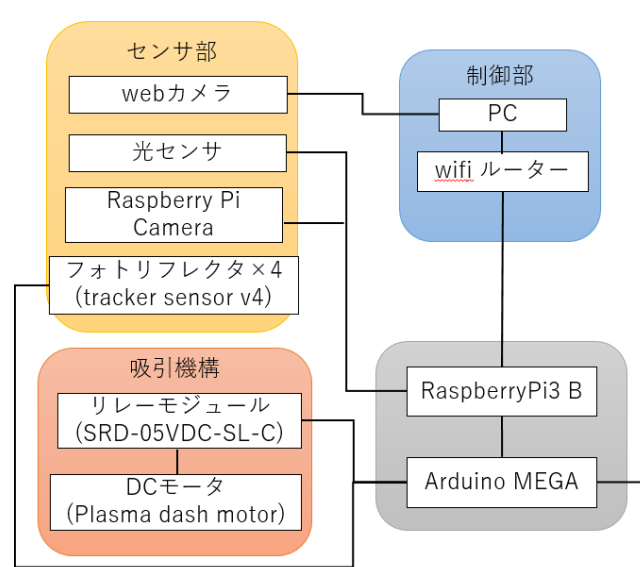 センサ部
webカメラ
光センサ
Raspberry Pi
Camera
フォトリフレクタ×4
(tracker sensor v4)
制御部
PC
wifi ルーター
吸引機構
リレーモジュール
(SRD-05VDC-SL-C)
DCモータ
(Plasma dash motor)
RaspberryPi3 B
Arduino MEGA